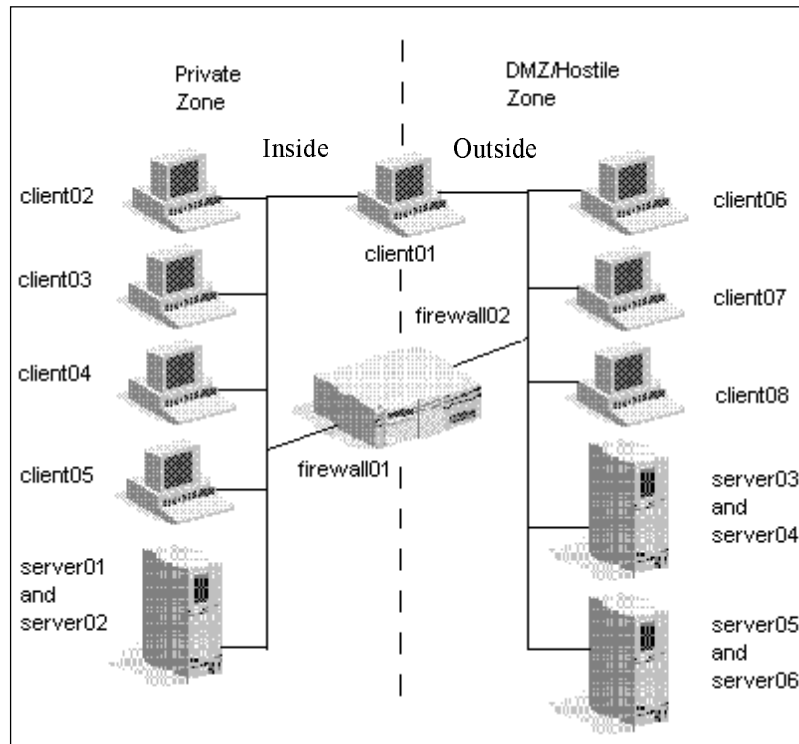 Private
Zone
DMZ/Hostile
Zone
Inside
Outside
client02
client01
client06
client03
client07
firewall02
client04
client08
client05
firewall01
server03
and
server04
server01
and
server02
server05
and
server06